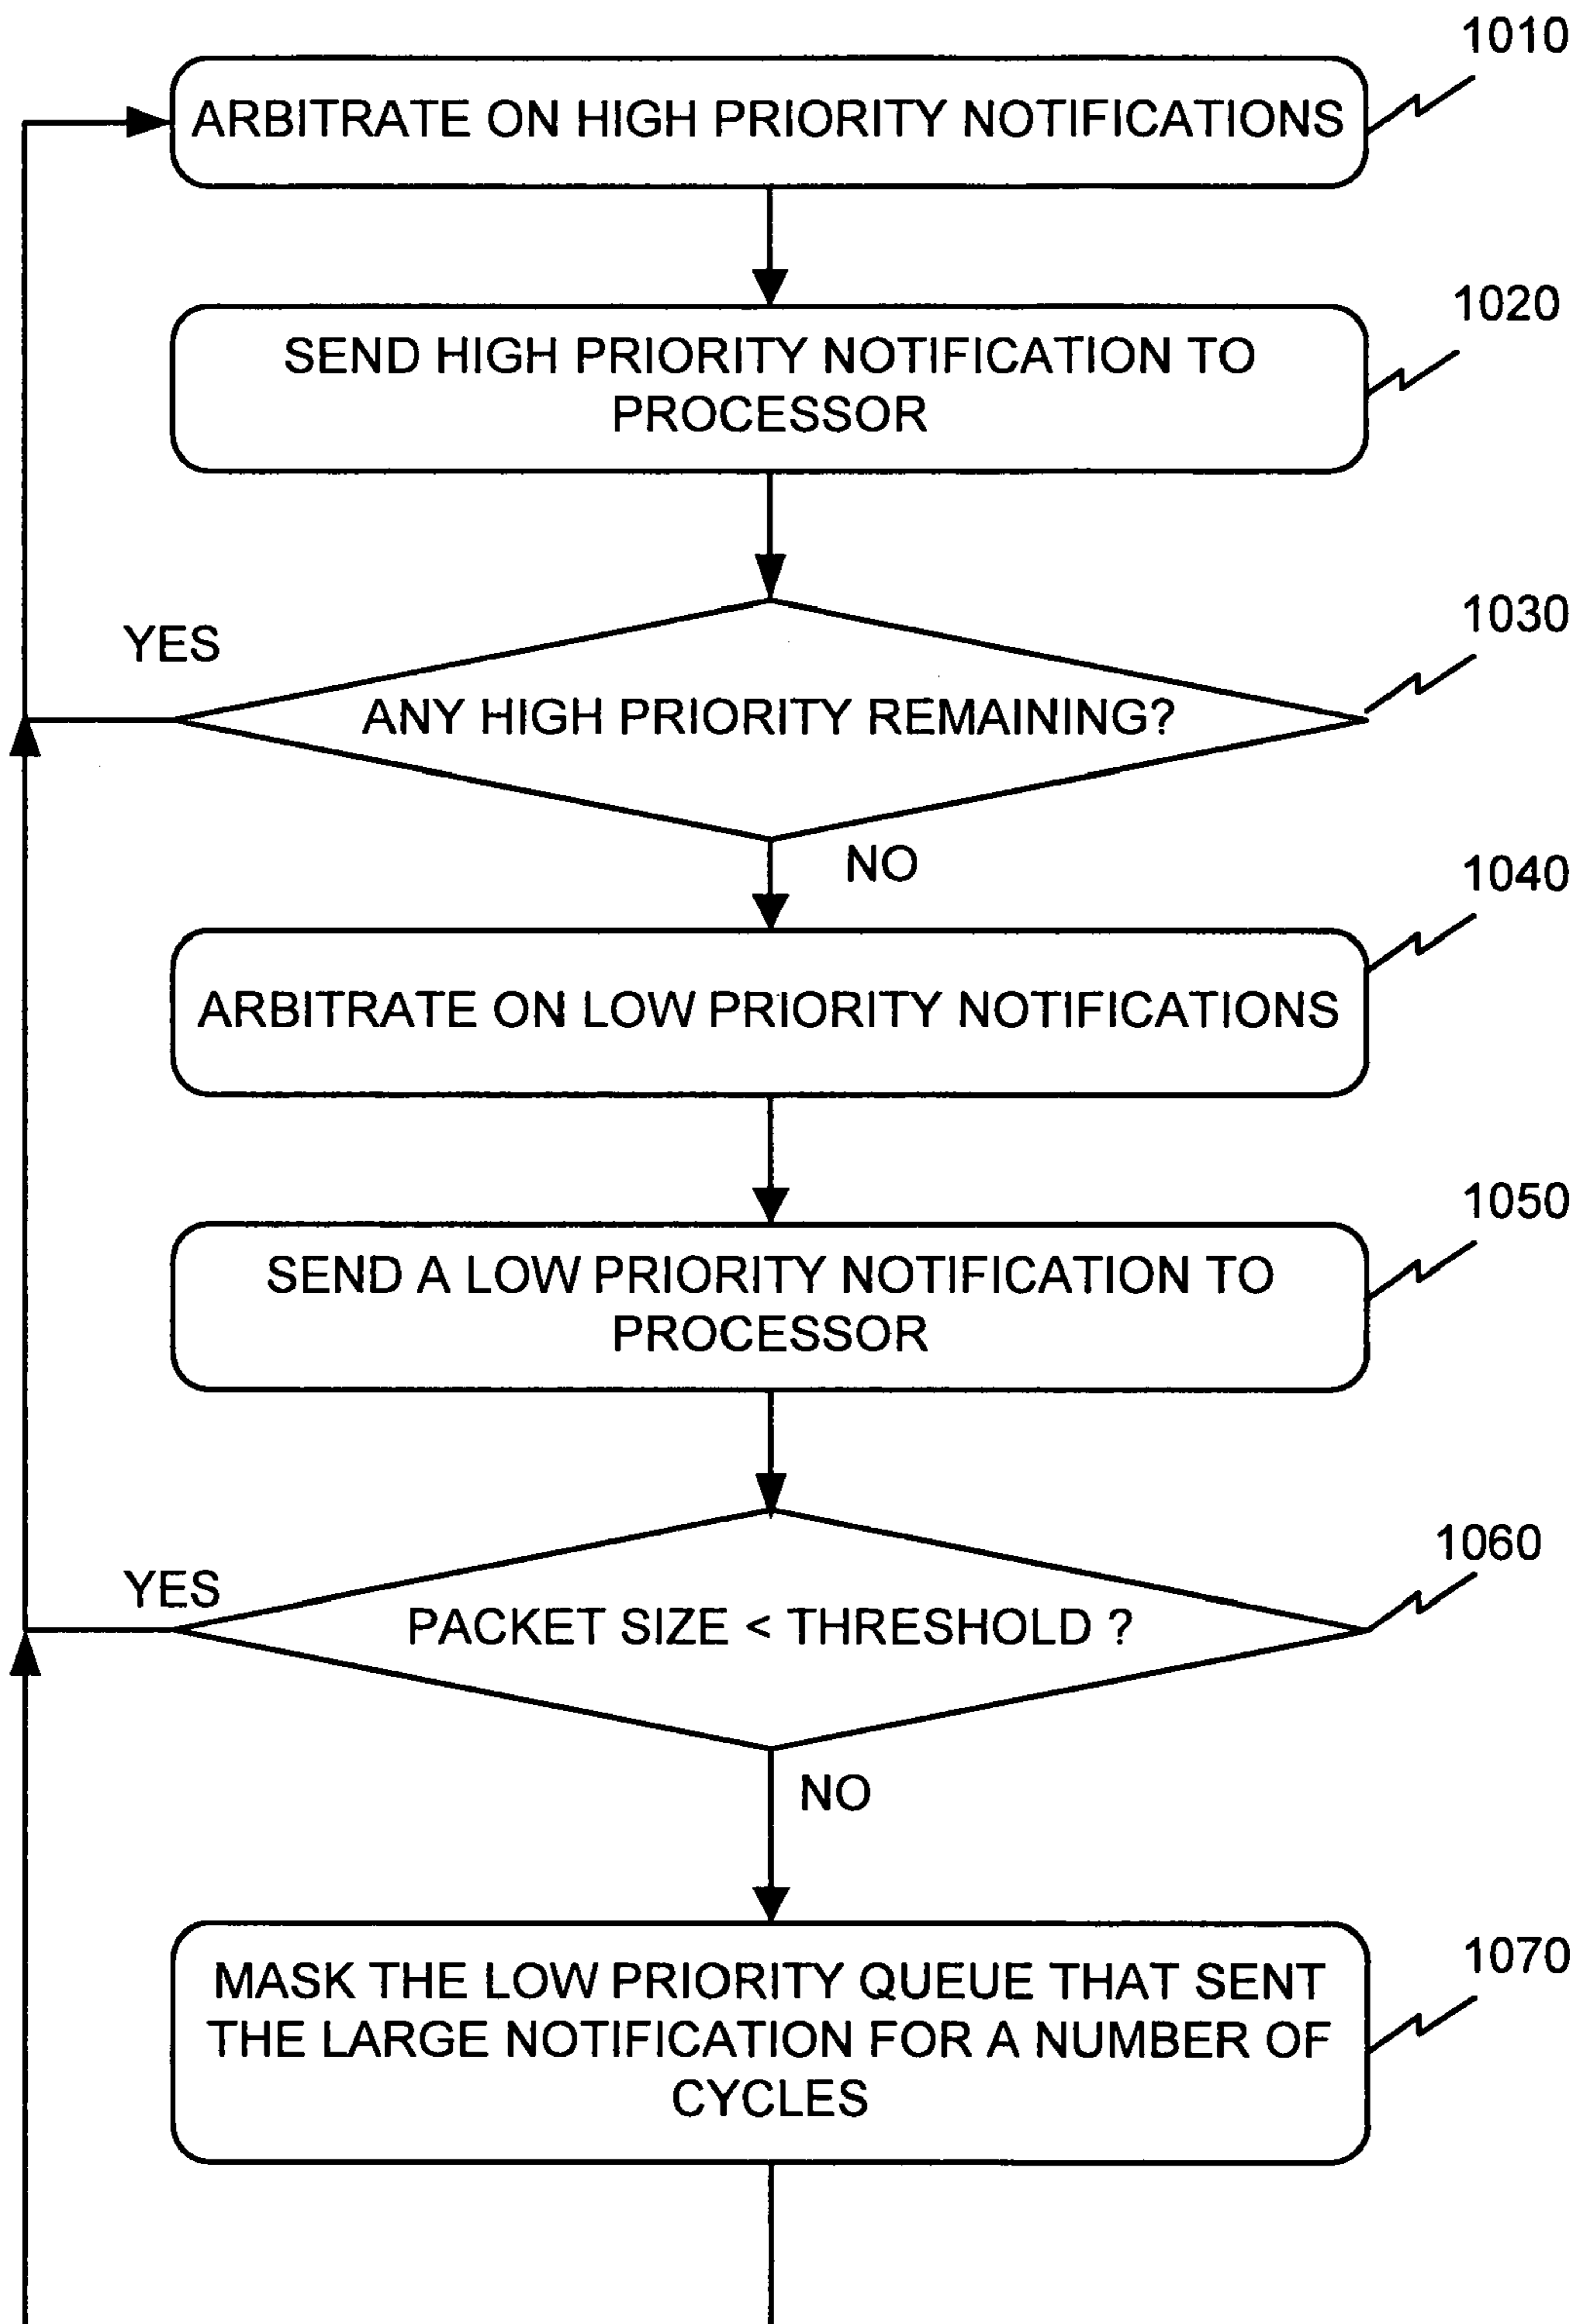 1010
ARBITRATE ON HIGH PRIORITY NOTIFICATIONS
1020
SEND HIGH PRIORITY NOTIFICATION TO
PROCESSOR
1030
YES
ANY HIGH PRIORITY REMAINING?
NO
1040
ARBITRATE ON LOW PRIORITY NOTIFICATIONS
1050
SEND A LOW PRIORITY NOTIFICATION TO
PROCESSOR
1060
YES
PACKET SIZE < THRESHOLD ?
NO
1070
MASK THE LOW PRIORITY QUEUE THAT SENT
THE LARGE NOTIFICATION FOR A NUMBER OF
CYCLES